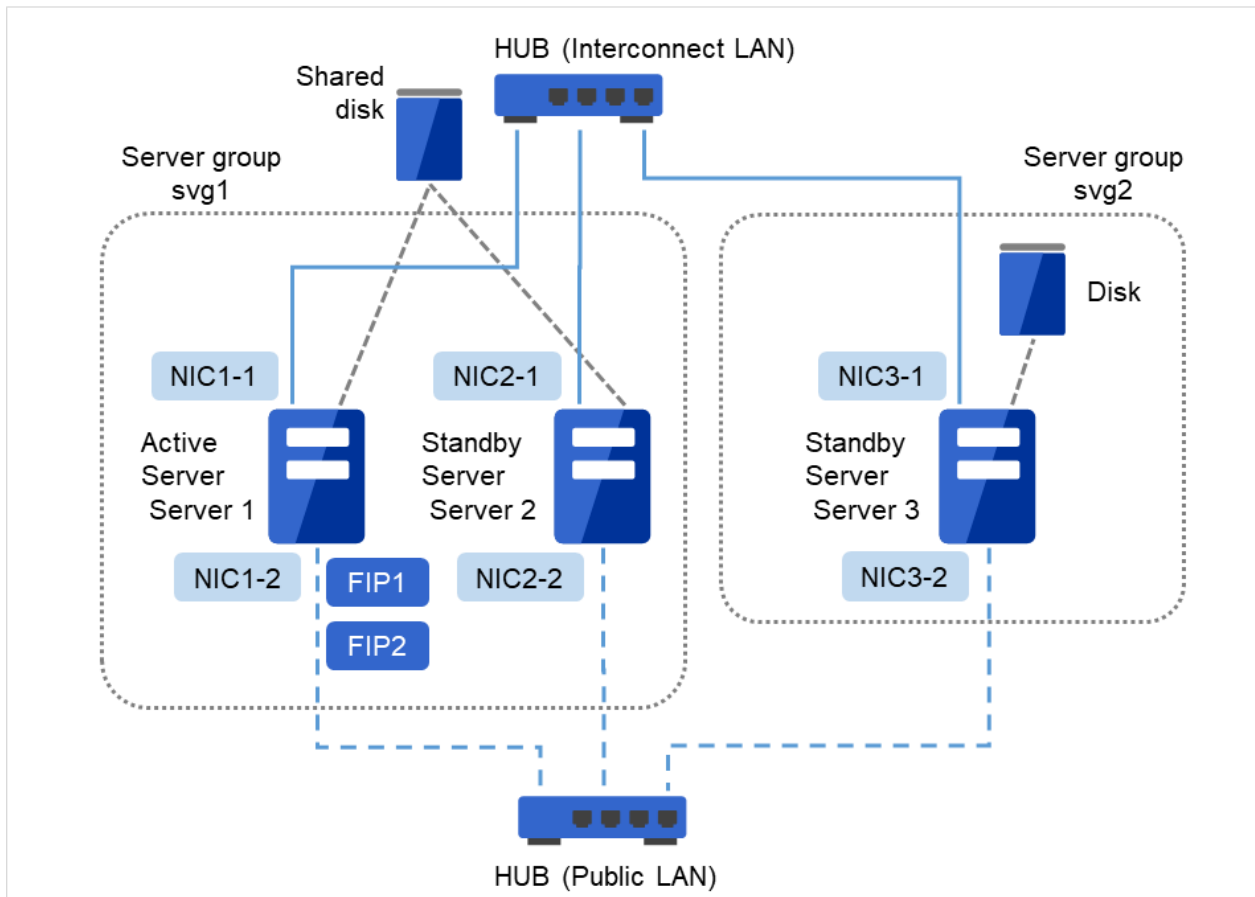 HUB (Interconnect LAN)
Shared
disk
Server group
svg1
Server group
svg2
Disk
NIC1-1
NIC2-1
NIC3-1
Active
Server
Server 1
Standby
Server
Server 2
Standby
Server
Server 3
NIC1-2
FIP1
NIC2-2
NIC3-2
FIP2
HUB (Public LAN)